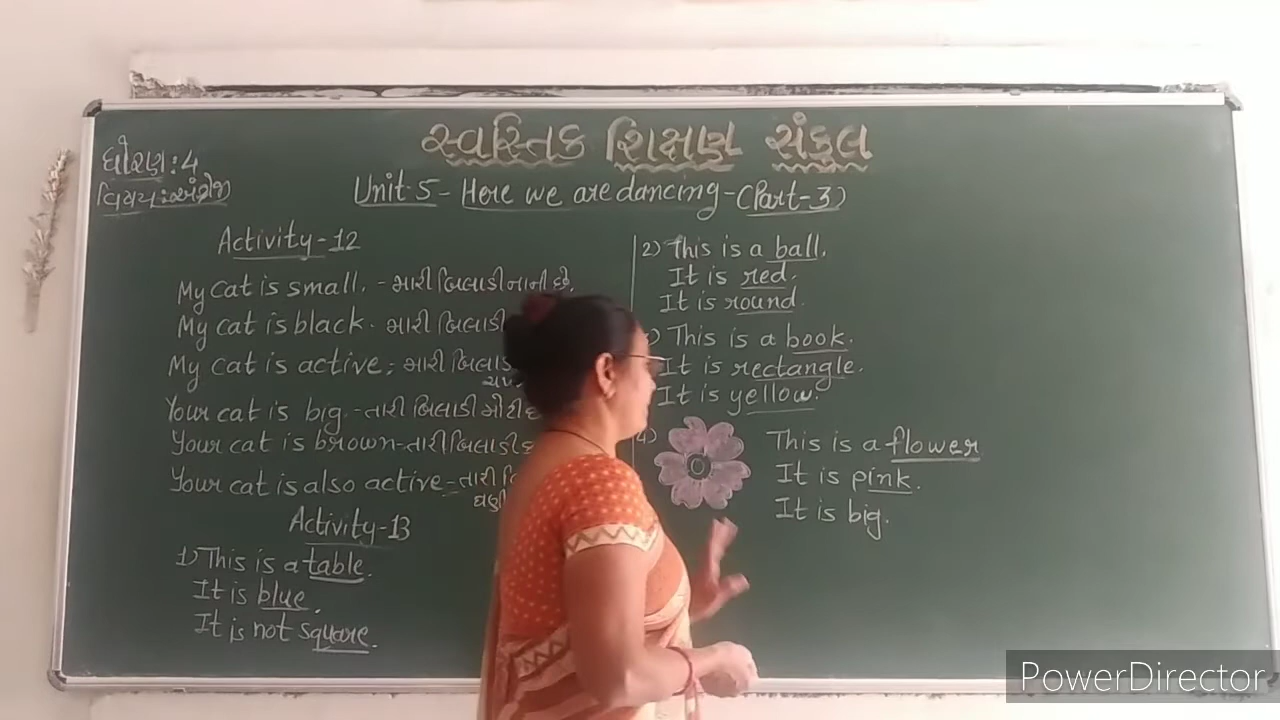 સ્વસ્તિક શિક્ષણ સંકુલ
ધોરણ : 4
વિષય : અંગ્રેજી
Unit-5 - Here we are dancing - (Part-3)
Activity-12
My cat is small. - મારી બિલાડી નાની છે.
My cat is black. મારી બિલાડી
My cat is active. મારી
Your cat is big. - તારી બિલાડી મોટી
Your cat is brown - તારી બિલાડી
Your cat is also active - તારી
Activity-13
1) This is a table.
It is blue.
It is not square.
2) This is a ball.
It is red.
It is round.
) This is a book.
It is rectangle.
It is yellow.
4)
This is a flower
It is pink.
It is big.
PowerDirector